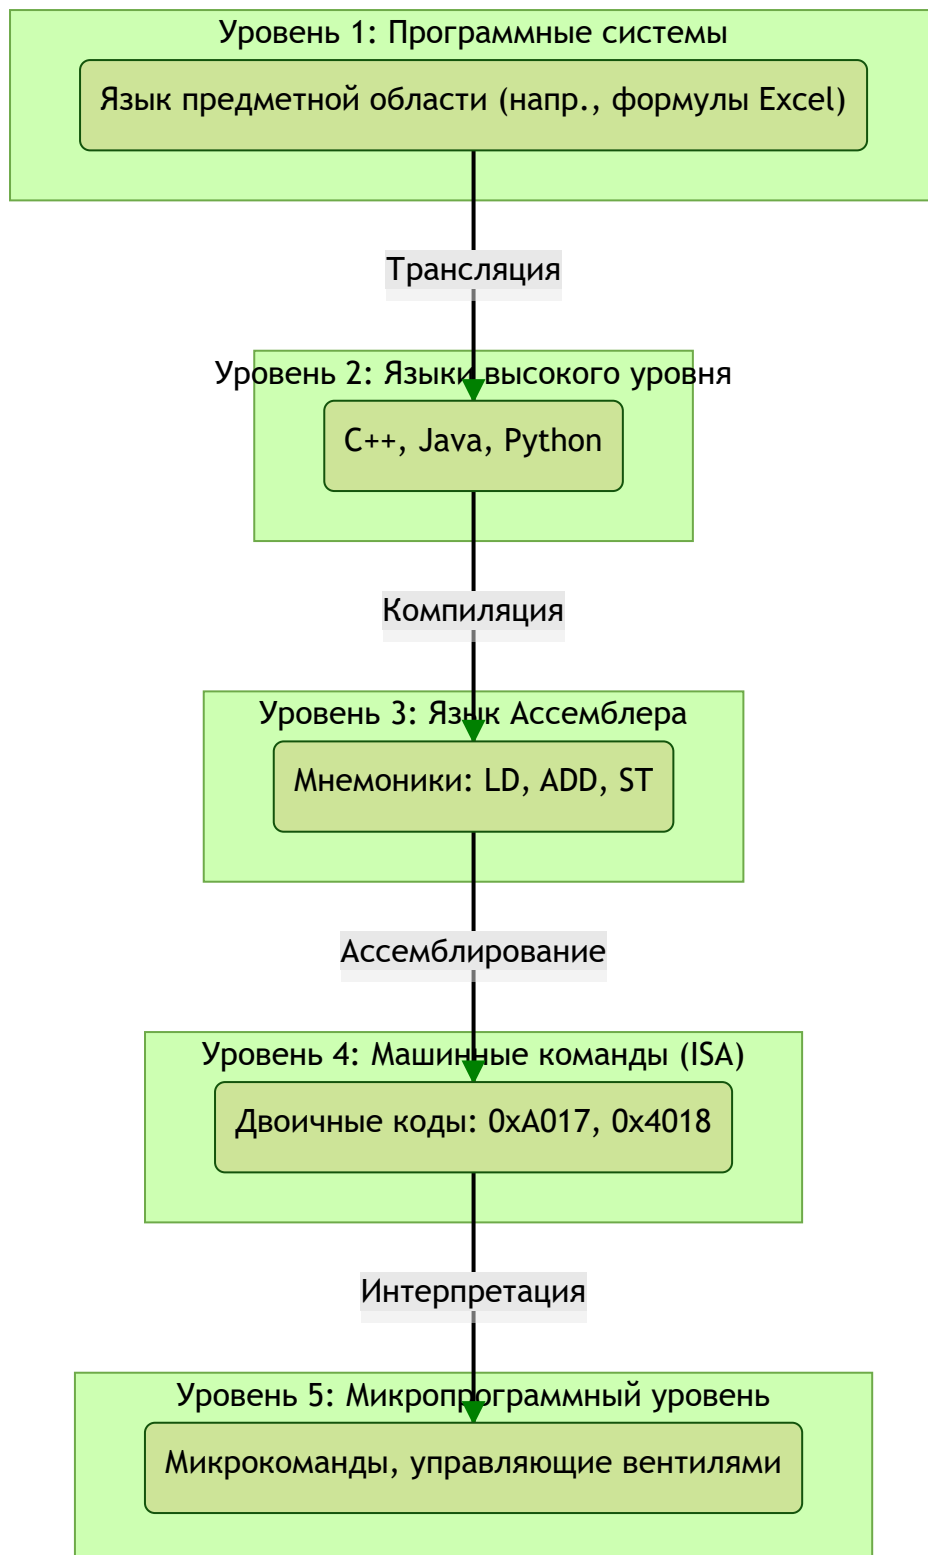 Уровень 1: Программные системы
Язык предметной области (напр., формулы Excel)
Трансляция
Уровень 2: Языки высокого уровня
C++, Java, Python
Компиляция
Уровень 3: Язык Ассемблера
Мнемоники: LD, ADD, ST
Ассемблирование
Уровень 4: Машинные команды (ISA)
Двоичные коды: 0xA017, 0x4018
Интерпретация
Уровень 5: Микропрограммный уровень
Микрокоманды, управляющие вентилями